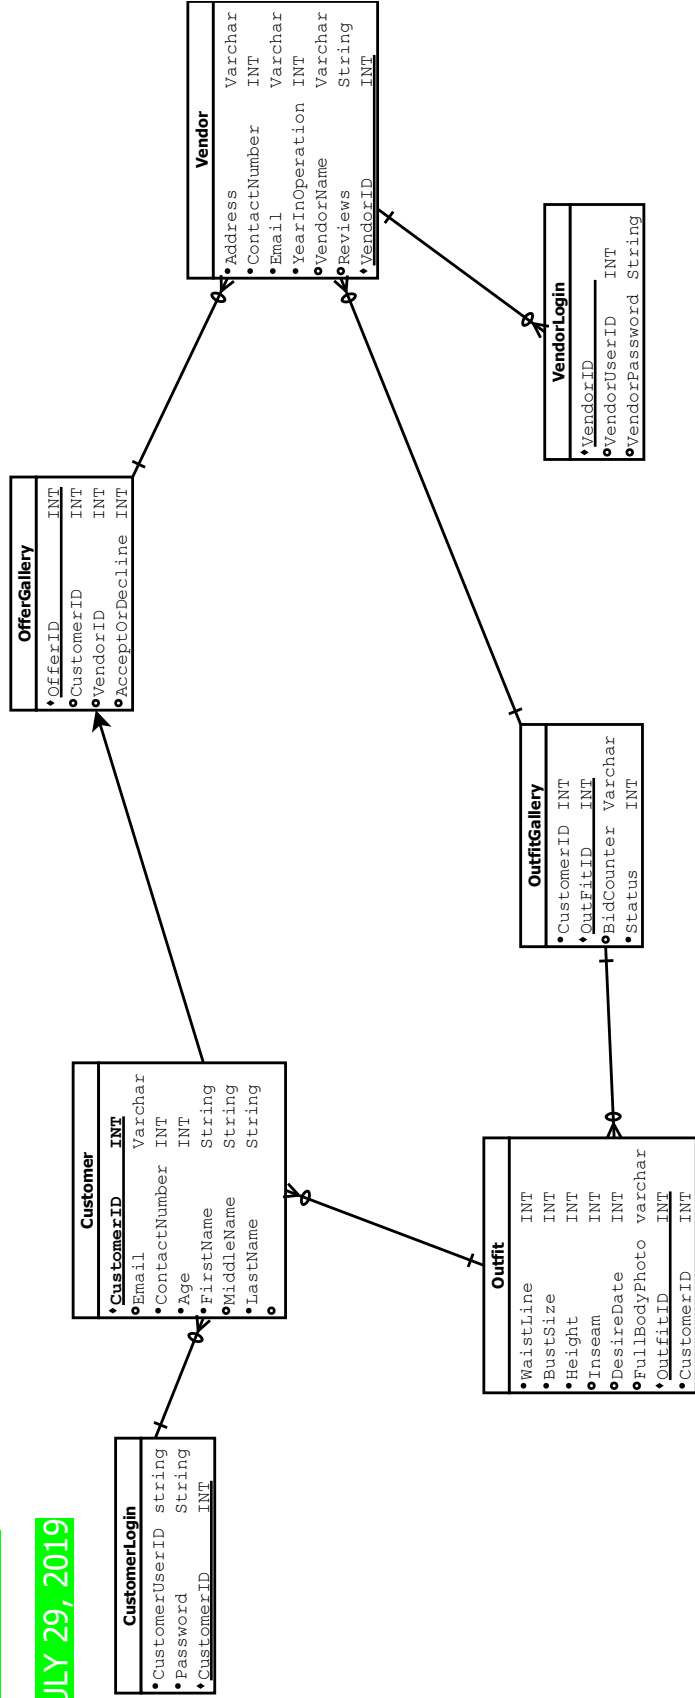 29, 2019
OfferGallery
OfferID INT
CustomerID INT
VendorID INT
AcceptOrDecline INT
Customer
CustomerID INT
Email Varchar
ContactNumber INT
Age INT
FirstName String
MiddleName String
LastName String
CustomerLogin
CustomerUserID string
Password String
CustomerID INT
Vendor
Address Varchar
ContactNumber INT
Email Varchar
YearInOperation INT
VendorName Varchar
Reviews String
VendorID INT
Outfit
WaistLine INT
BustSize INT
Height INT
Inseam INT
DesireDate INT
FullBodyPhoto varchar
OutfitID INT
CustomerID INT
OutfitGallery
CustomerID INT
OutFitID INT
BidCounter Varchar
Status INT
VendorLogin
VendorID
VendorUserID INT
VendorPassword String